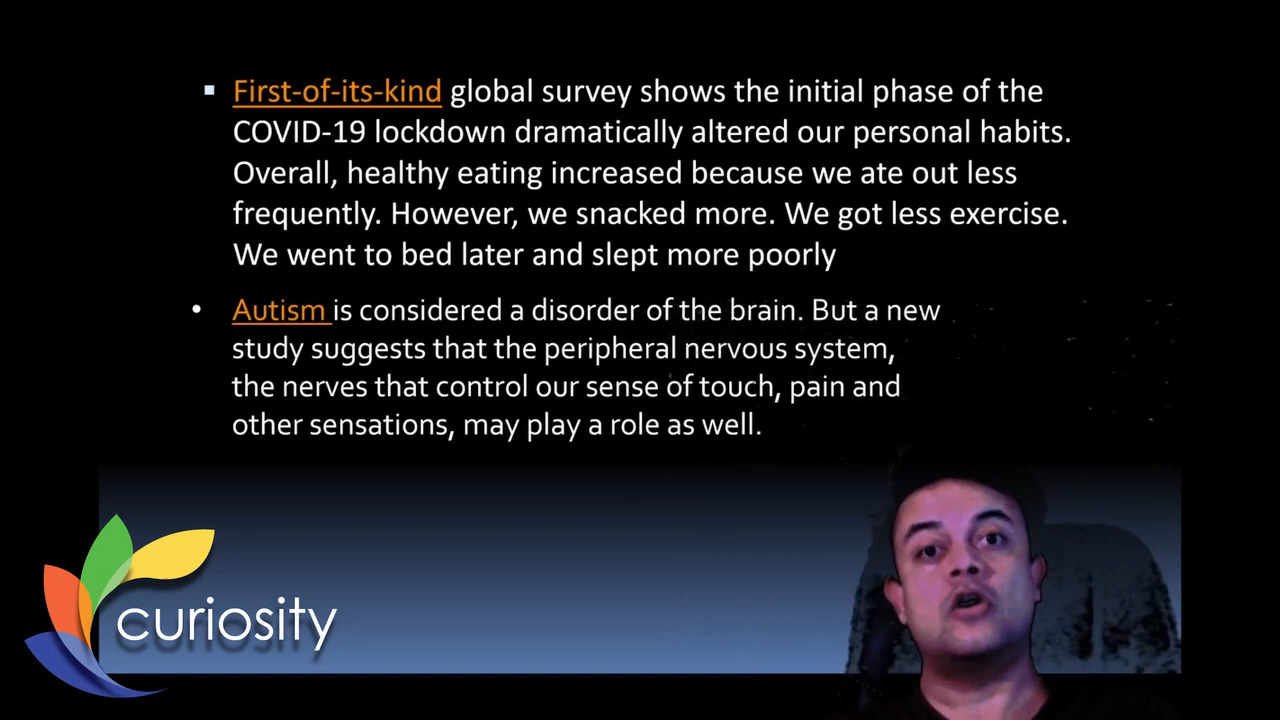 First-of-its-kind global survey shows the initial phase of the
COVID-19 lockdown dramatically altered our personal habits.
Overall, healthy eating increased because we ate out less
frequently. However, we snacked more. We got less exercise.
We went to bed later and slept more poorly
Autism is considered a disorder of the brain. But a new
study suggests that the peripheral nervous system,
the nerves that control our sense of touch, pain and
other sensations, may play a role as well.
curiosity